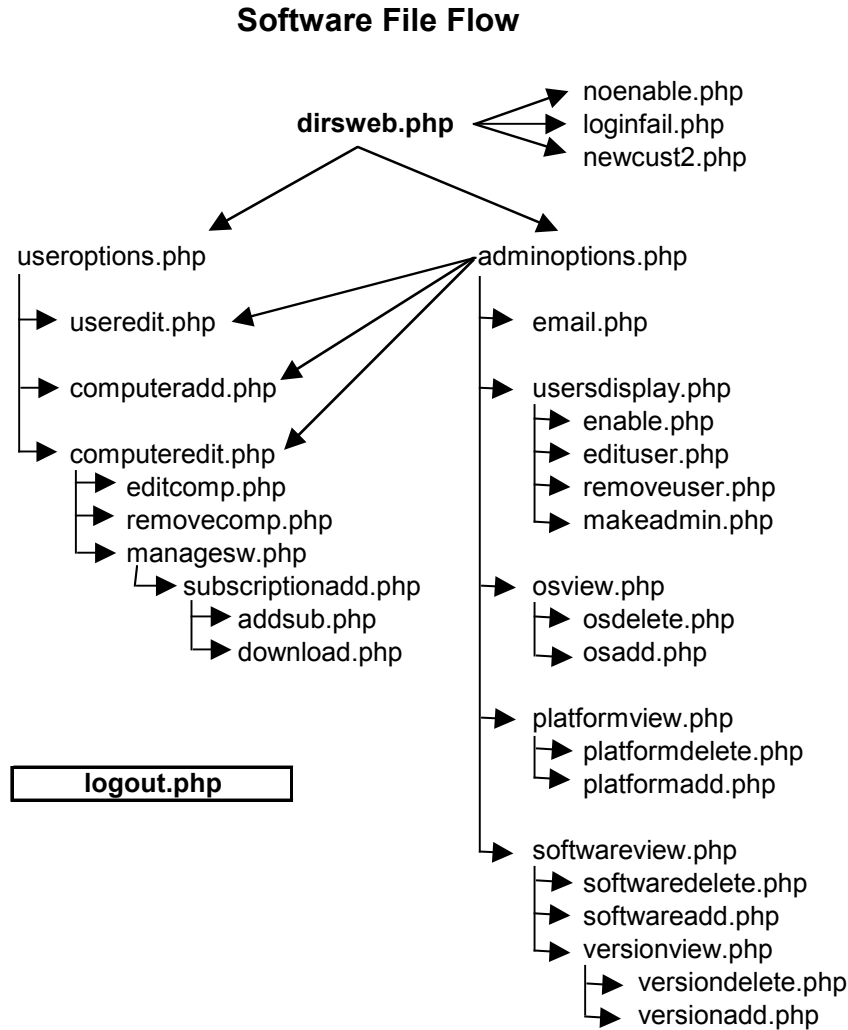 Software File Flow
dirsweb.php
noenable.php
loginfail.php
newcust2.php
useroptions.php
useredit.php
computeradd.php
computeredit.php
editcomp.php
removecomp.php
managesw.php
subscriptionadd.php
addsub.php
download.php
logout.php
adminoptions.php
email.php
usersdisplay.php
enable.php
edituser.php
removeuser.php
makeadmin.php
osview.php
osdelete.php
osadd.php
platformview.php
platformdelete.php
platformadd.php
softwareview.php
softwaredelete.php
softwareadd.php
versionview.php
versiondelete.php
versionadd.php